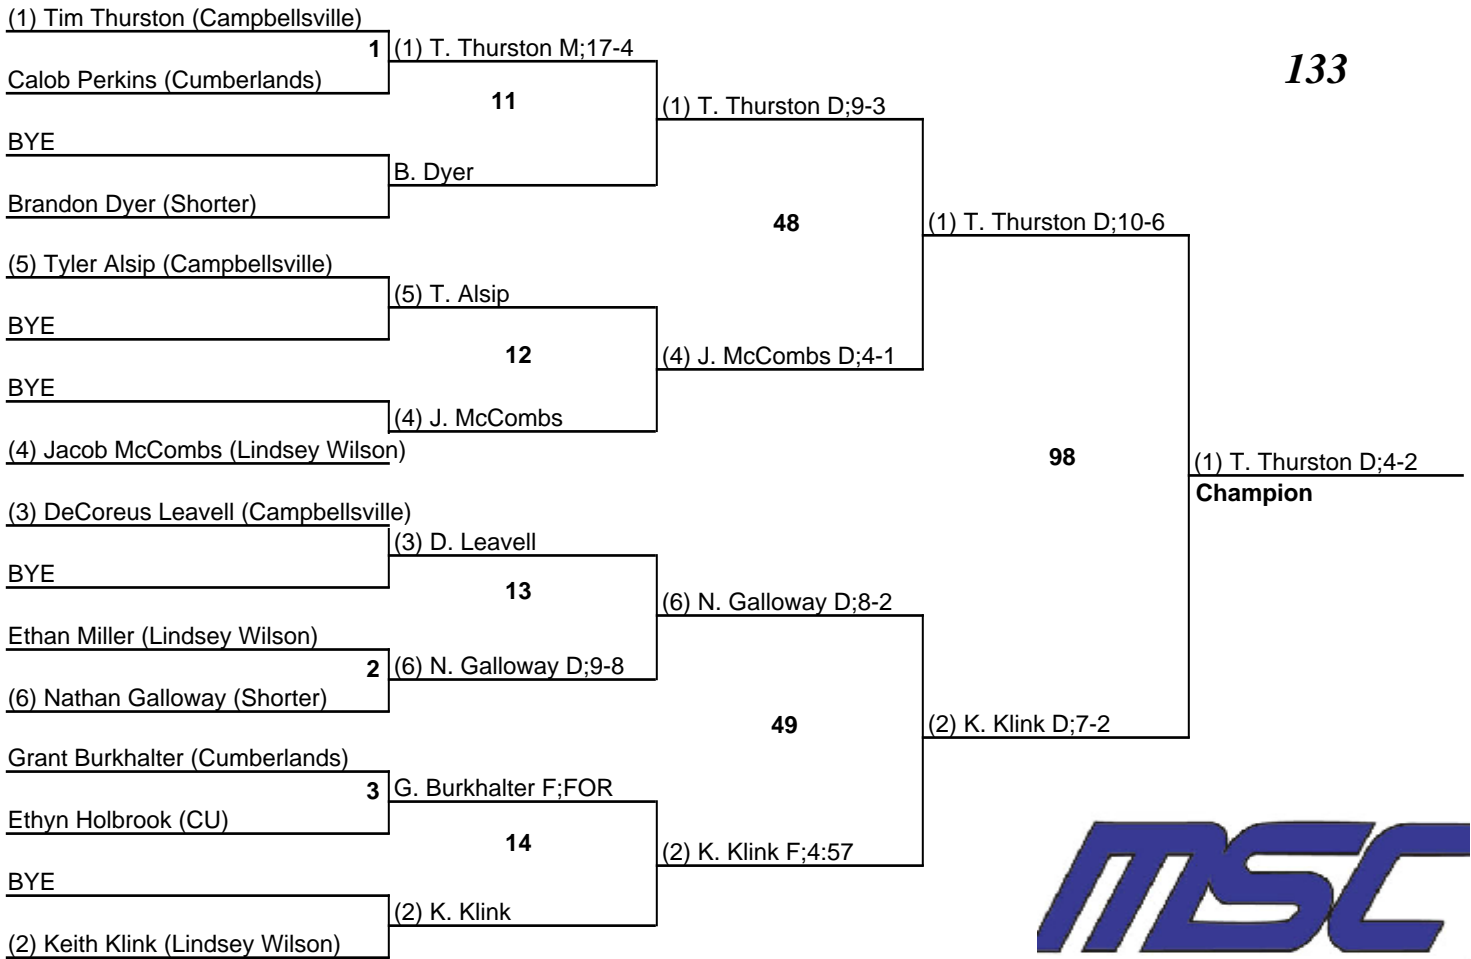 (1) Tim Thurston (Campbellsville)
1
(1) T. Thurston M;17-4
133
Calob Perkins (Cumberlands)
11
(1) T. Thurston D;9-3
BYE
B. Dyer
Brandon Dyer (Shorter)
48
(1) T. Thurston D;10-6
(5) Tyler Alsip (Campbellsville)
(5) T. Alsip
BYE
12
(4) J. McCombs D;4-1
BYE
(4) J. McCombs
(4) Jacob McCombs (Lindsey Wilson)
98
(1) T. Thurston D;4-2
Champion
(3) DeCoreus Leavell (Campbellsville)
(3) D. Leavell
BYE
13
(6) N. Galloway D;8-2
Ethan Miller (Lindsey Wilson)
2
(6) N. Galloway D;9-8
(6) Nathan Galloway (Shorter)
49
(2) K. Klink D;7-2
Grant Burkhalter (Cumberlands)
3
G. Burkhalter F;FOR
Ethyn Holbrook (CU)
14
(2) K. Klink F;4:57
BYE
(2) K. Klink
(2) Keith Klink (Lindsey Wilson)
MSC